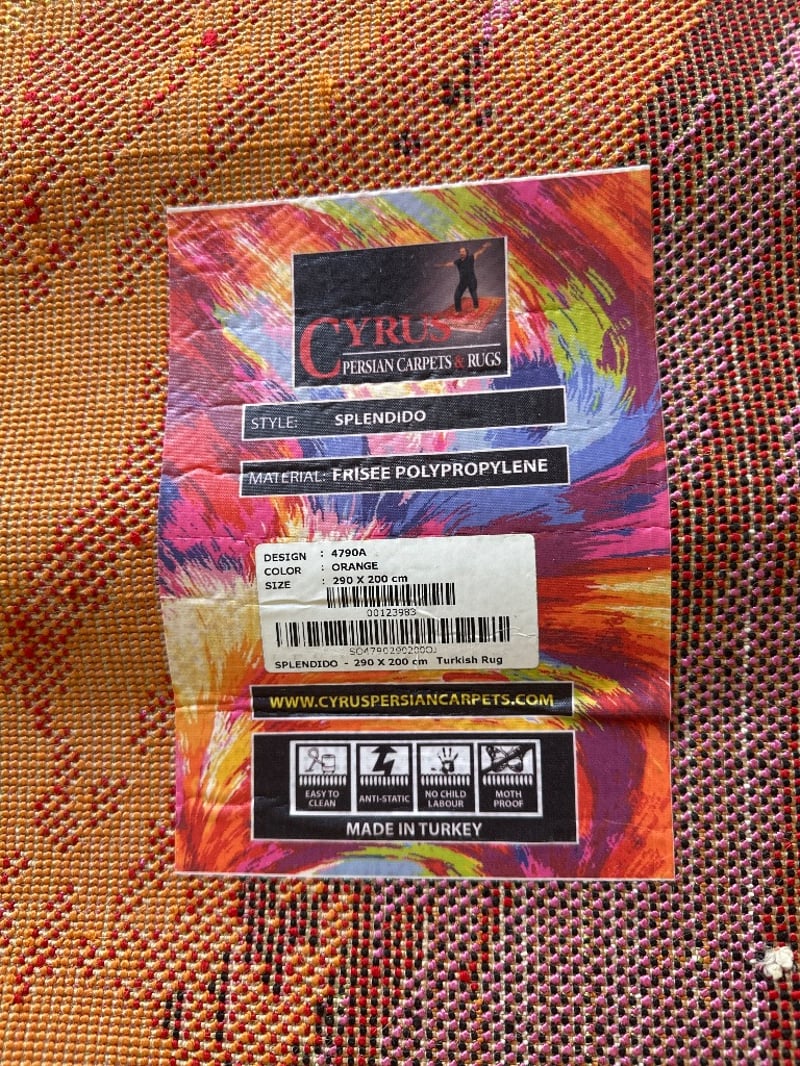 CYRUS
PERSIAN CARPETS & RUGS
STYLE: SPLENDIDO
MATERIAL: FRISEE POLYPROPYLENE
DESIGN : 4790A
COLOR : ORANGE
SIZE : 290 X 200 cm
00123983
SO4790290200OJ
SPLENDIDO - 290 X 200 cm Turkish Rug
WWW.CYRUSPERSIANCARPETS.COM
EASY TO CLEAN
ANTI-STATIC
NO CHILD LABOUR
MOTH PROOF
MADE IN TURKEY